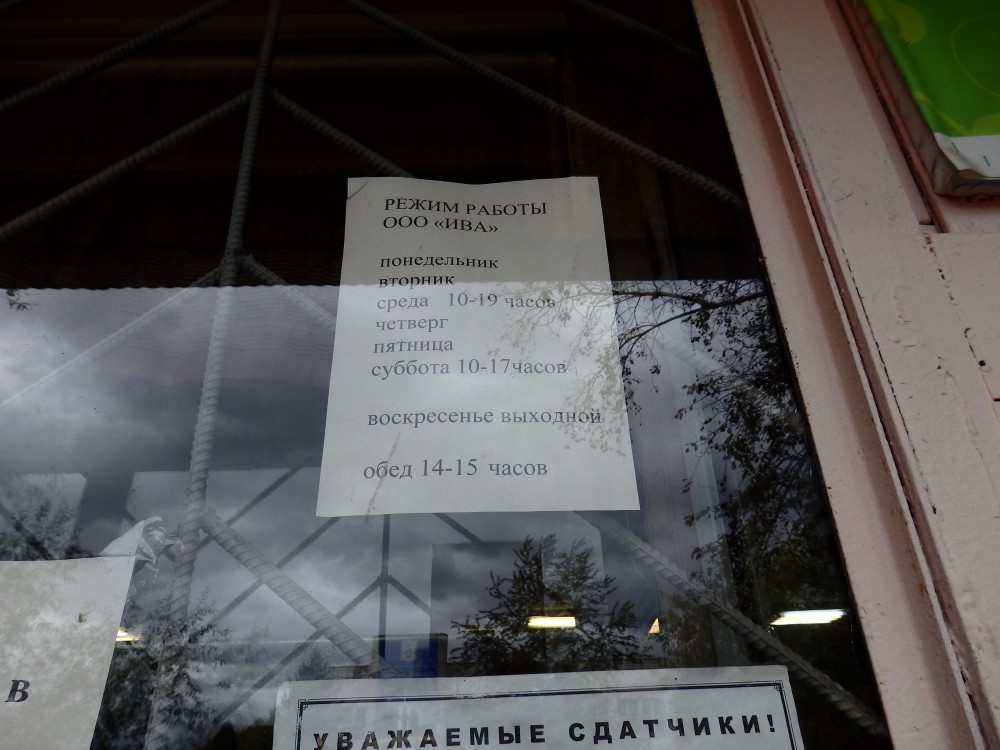 РЕЖИМ РАБОТЫ
ООО «ИВА»
понедельник
вторник
среда 10-19 часов
четверг
пятница
суббота 10-17часов
воскресенье выходной
обед 14-15 часов
В
УВАЖАЕМЫЕ СДАТЧИКИ!